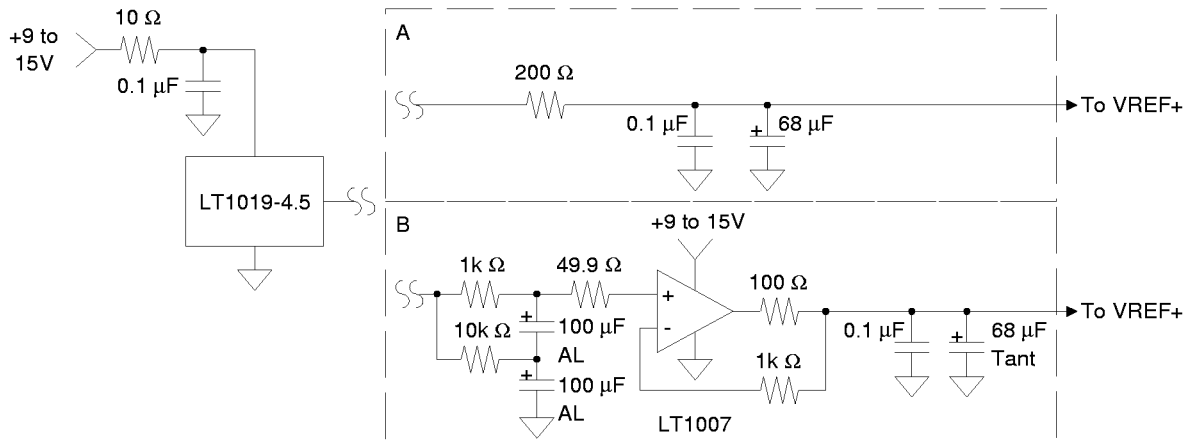 10 Ω
+9 to
15V
0.1 µF
LT1019-4.5
A
200 Ω
0.1 µF
+
68 µF
To VREF+
B
+9 to 15V
1k Ω
49.9 Ω
+
-
100 Ω
To VREF+
10k Ω
+
100 µF
AL
+
100 µF
AL
1k Ω
0.1 µF
+
68 µF
Tant
LT1007